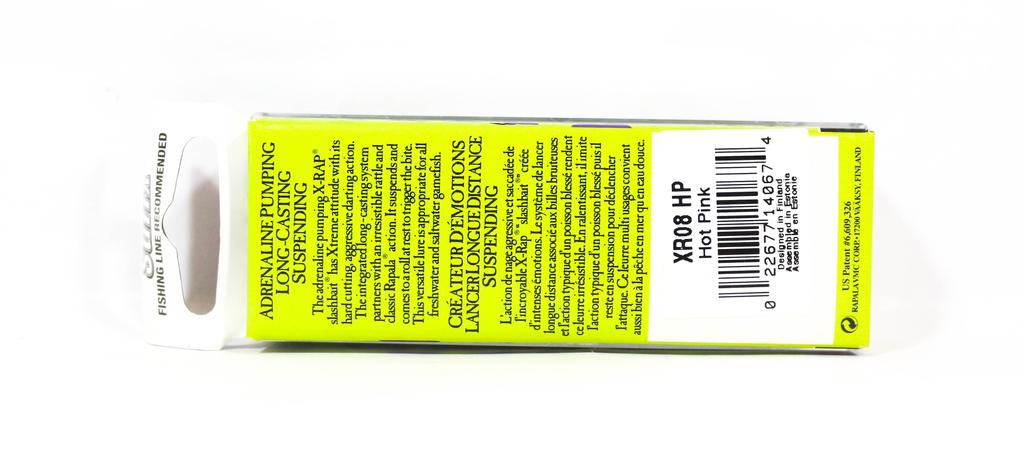 FISHING LINE RECOMMENDED
ADRENALINE PUMPING
LONG-CASTING
SUSPENDING
The adrenaline pumping X-RAP®
slashbait™ has Xtreme attitude with its
hard cutting, aggressive darting action.
The integrated long-casting system
partners with an irresistible rattle and
classic Rapala® action. It suspends and
comes to a roll at rest to trigger the bite.
This versatile lure is appropriate for all
freshwater and saltwater gamefish.
CRÉATEUR D'ÉMOTIONS
LANCER LONGUE DISTANCE
SUSPENDING
L'action de nage agressive et saccadée de
l'incroyable X-Rap™ slashbait™ créée
d'intenses émotions. Le système de lancer
longue distance associé aux billes bruiteuses
et l'action typique d'un poisson blessé rendent
ce leurre irrésistible. En ralentissant, il imite
l'action typique d'un poisson blessé puis il
reste en suspension pour déclencher
l'attaque. Ce leurre multi usages convient
aussi bien à la pêche en mer qu'en eau douce.
XR08 HP
Hot Pink
0 22677 14067 4
Designed in Finland
Assembled in Estonia
Assemblé en Estonie
US Patent #6,609,326
RAPALA VMC CORP. 17200 VÄÄKSY, FINLAND